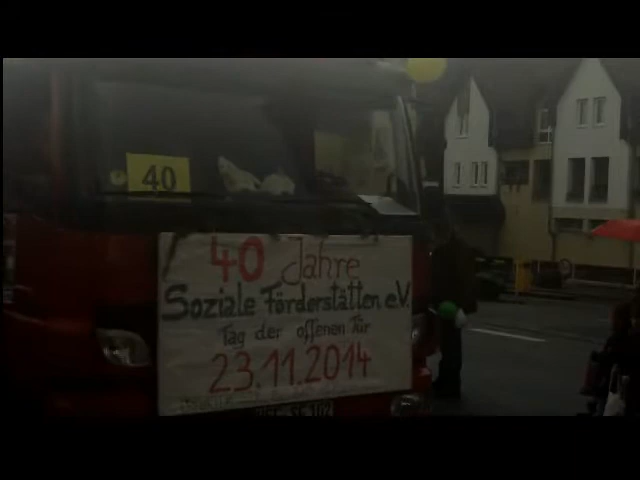 40
40 Jahre
Soziale Förderstätten e.V.
Tag der offenen Tür
23.11.2014